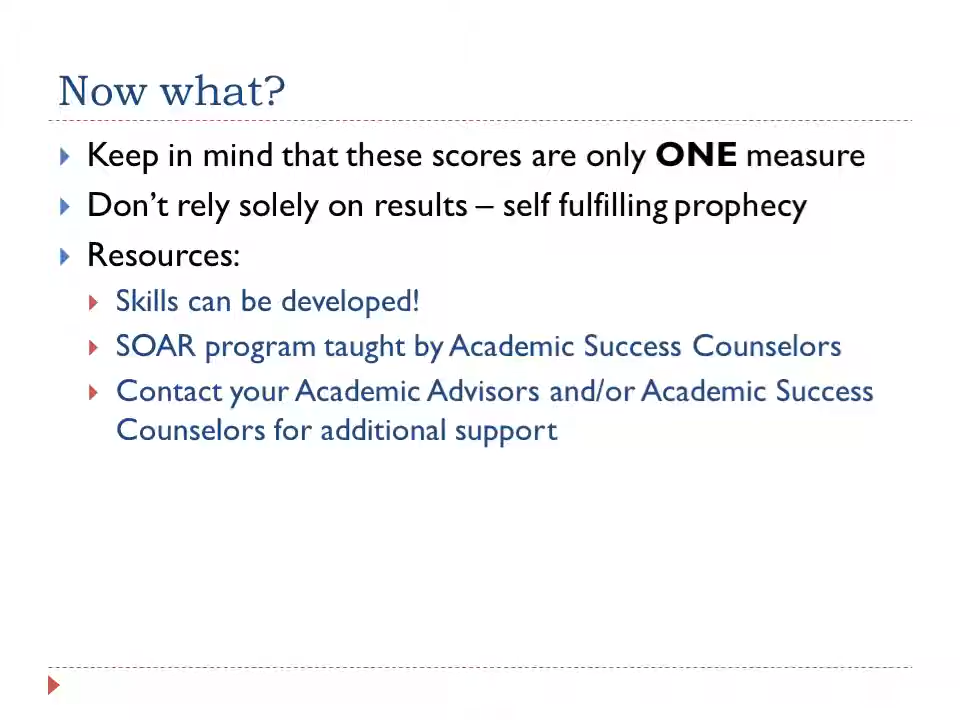 Now what?
Keep in mind that these scores are only ONE measure
Don't rely solely on results – self fulfilling prophecy
Resources:
Skills can be developed!
SOAR program taught by Academic Success Counselors
Contact your Academic Advisors and/or Academic Success
Counselors for additional support